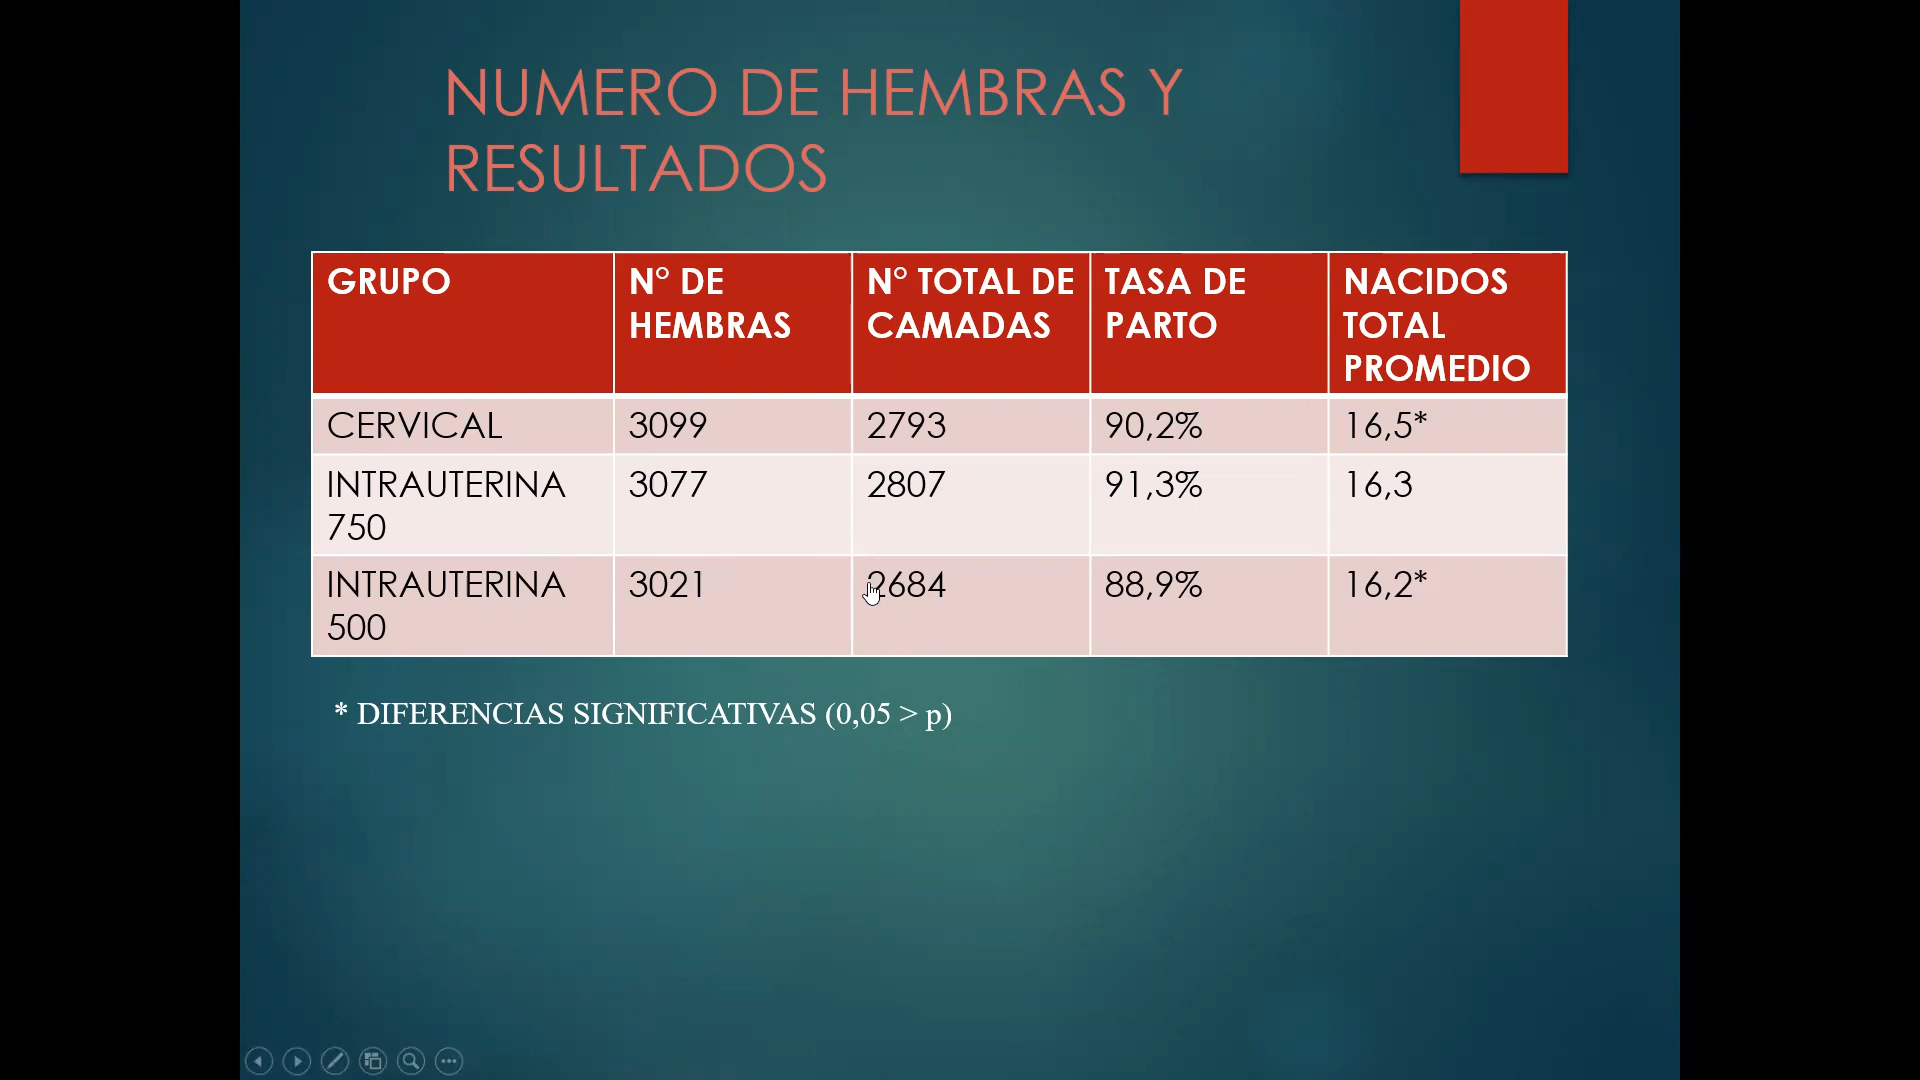 NUMERO DE HEMBRAS Y
RESULTADOS
GRUPO
N° DE
HEMBRAS
N° TOTAL DE
CAMADAS
TASA DE
PARTO
NACIDOS
TOTAL
PROMEDIO
CERVICAL
3099
2793
90,2%
16,5*
INTRAUTERINA
750
3077
2807
91,3%
16,3
INTRAUTERINA
500
3021
2684
88,9%
16,2*
* DIFERENCIAS SIGNIFICATIVAS (0,05 > p)